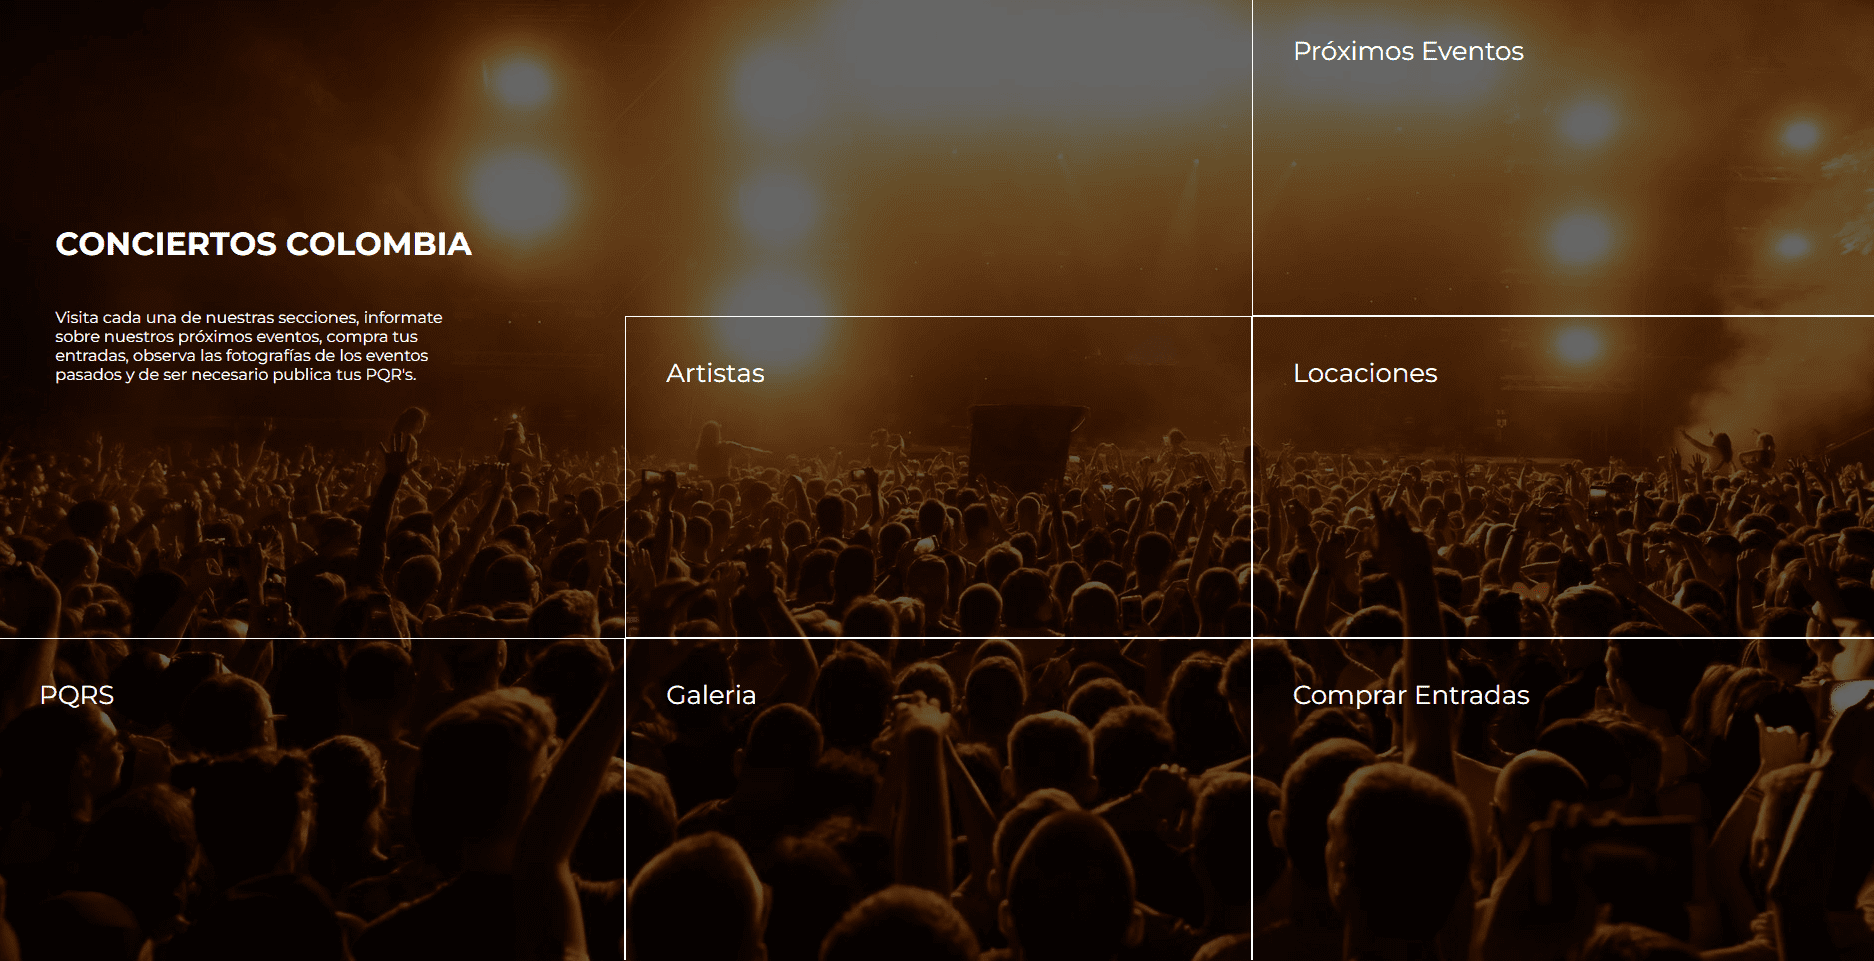 Próximos Eventos
CONCIERTOS COLOMBIA
Visita cada una de nuestras secciones, informate
sobre nuestros próximos eventos, compra tus
entradas, observa las fotografías de los eventos
pasados y de ser necesario publica tus PQR's.
Artistas
Locaciones
PQRS
Galeria
Comprar Entradas